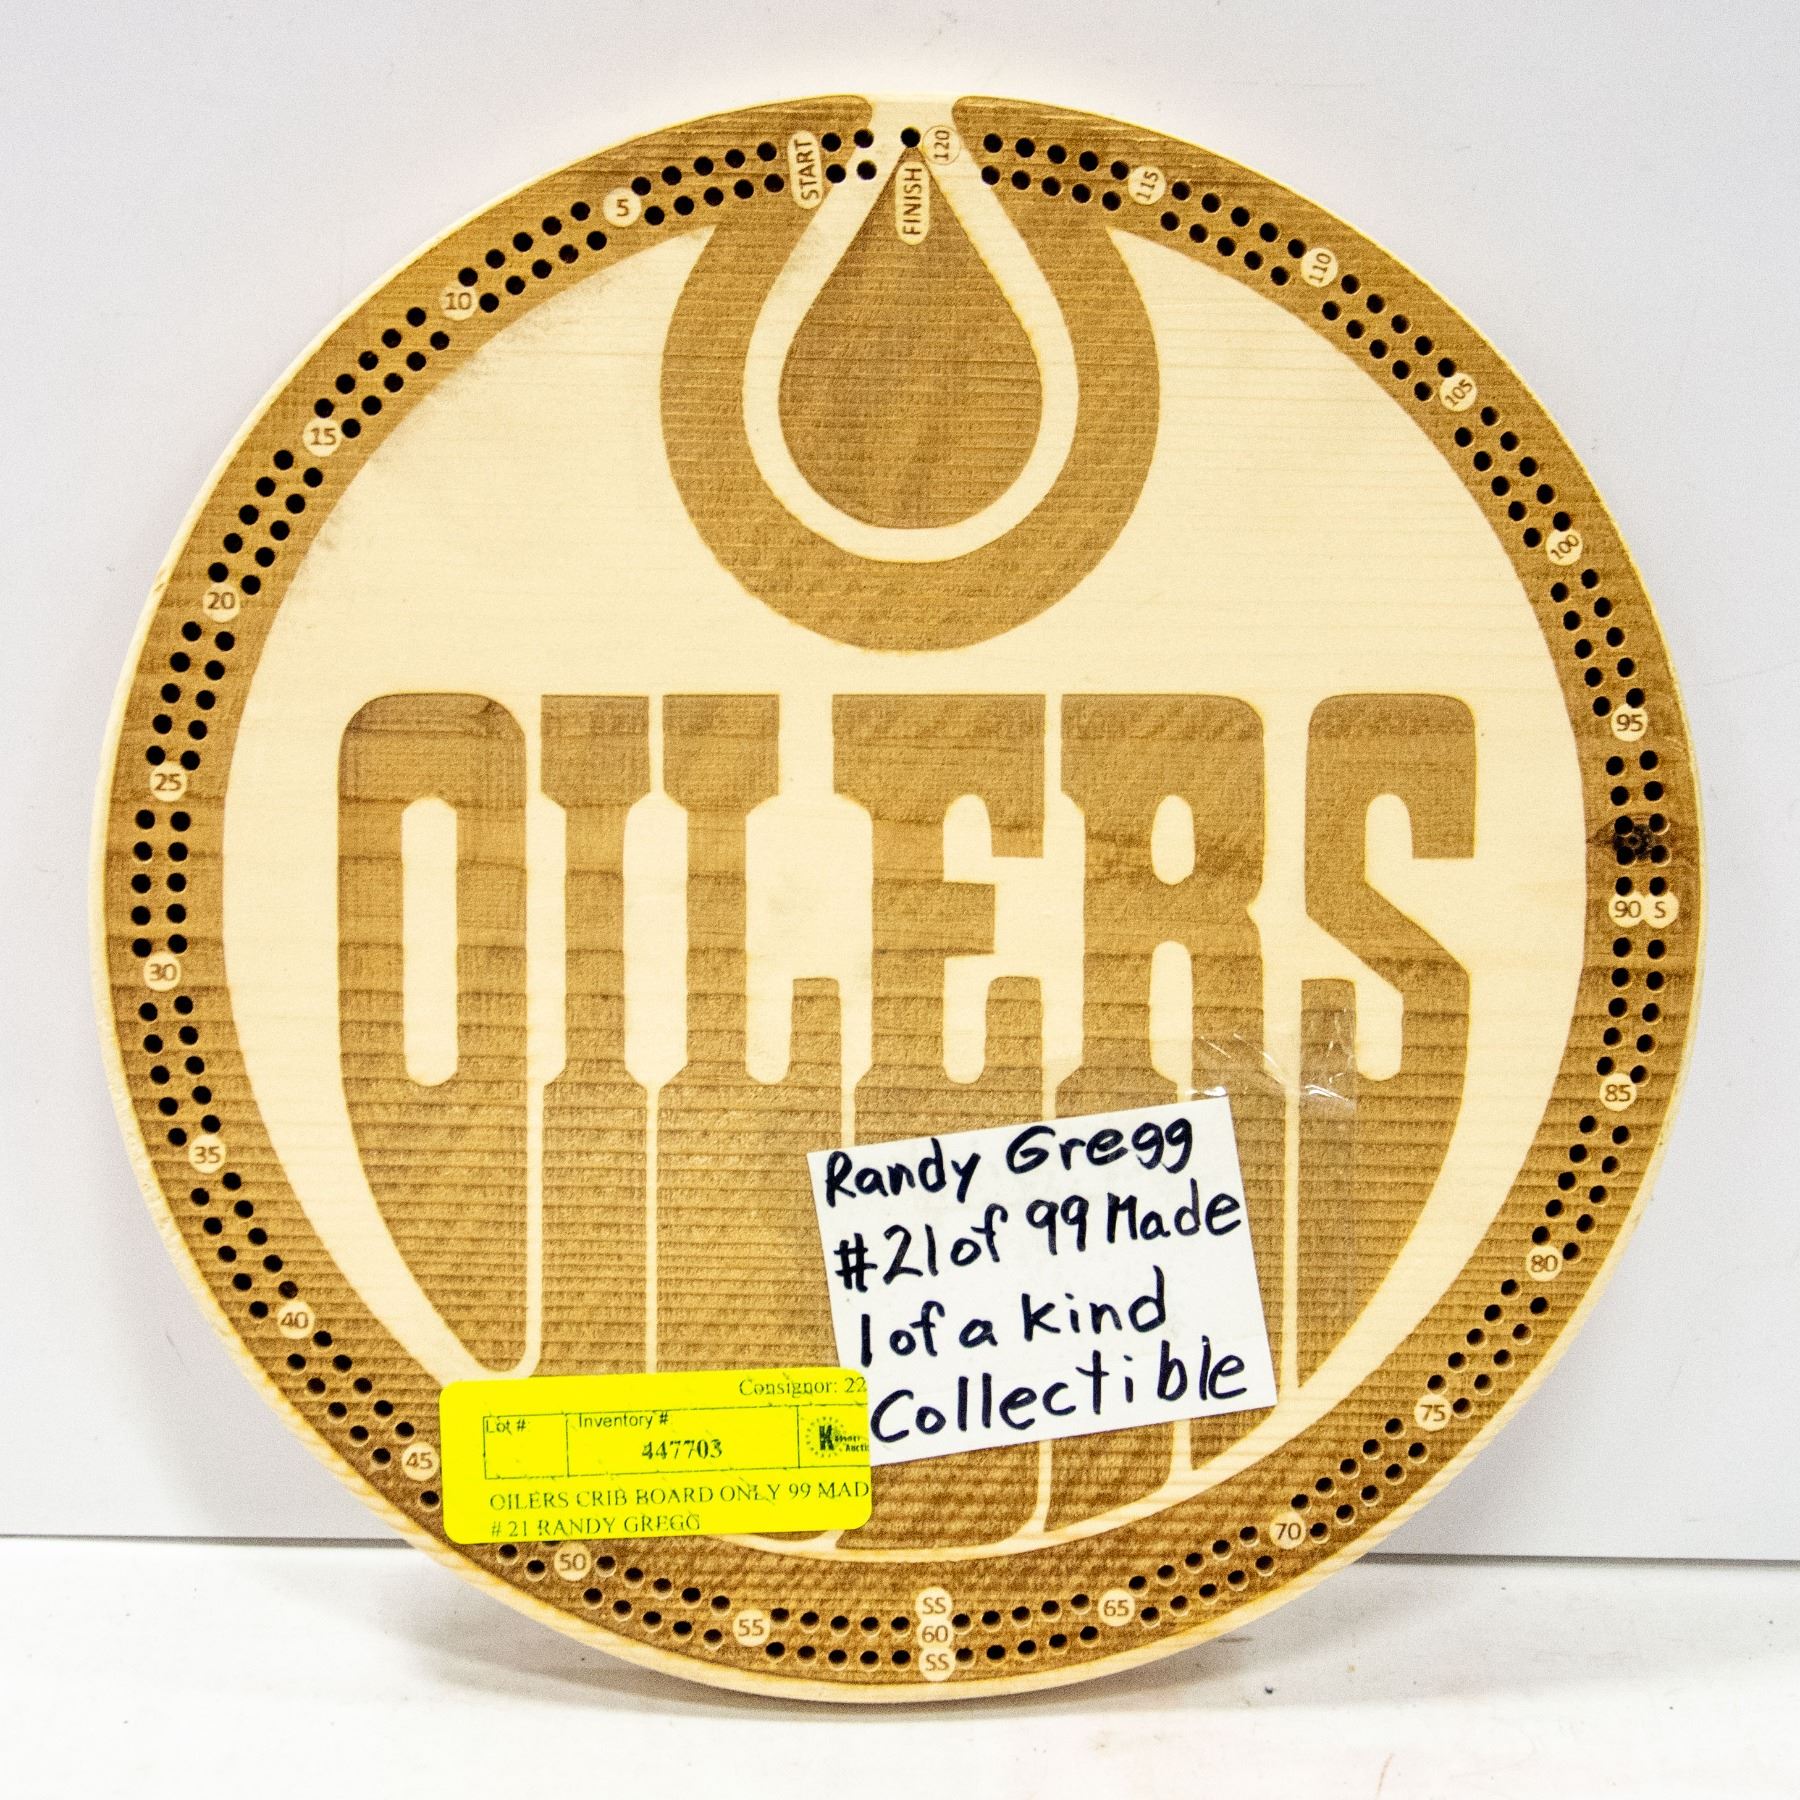 START
FINISH
120
5
10
15
20
25
30
35
40
45
50
55
SS
60
SS
65
70
75
80
85
90 S
95
100
105
110
115
OILERS
Randy Gregg
#21 of 99 Made
1 of a kind
Collectible
Consignor: 22
Lot # Inventory #
447703
OILERS CRIB BOARD ONLY 99 MAD
# 21 RANDY GREGG